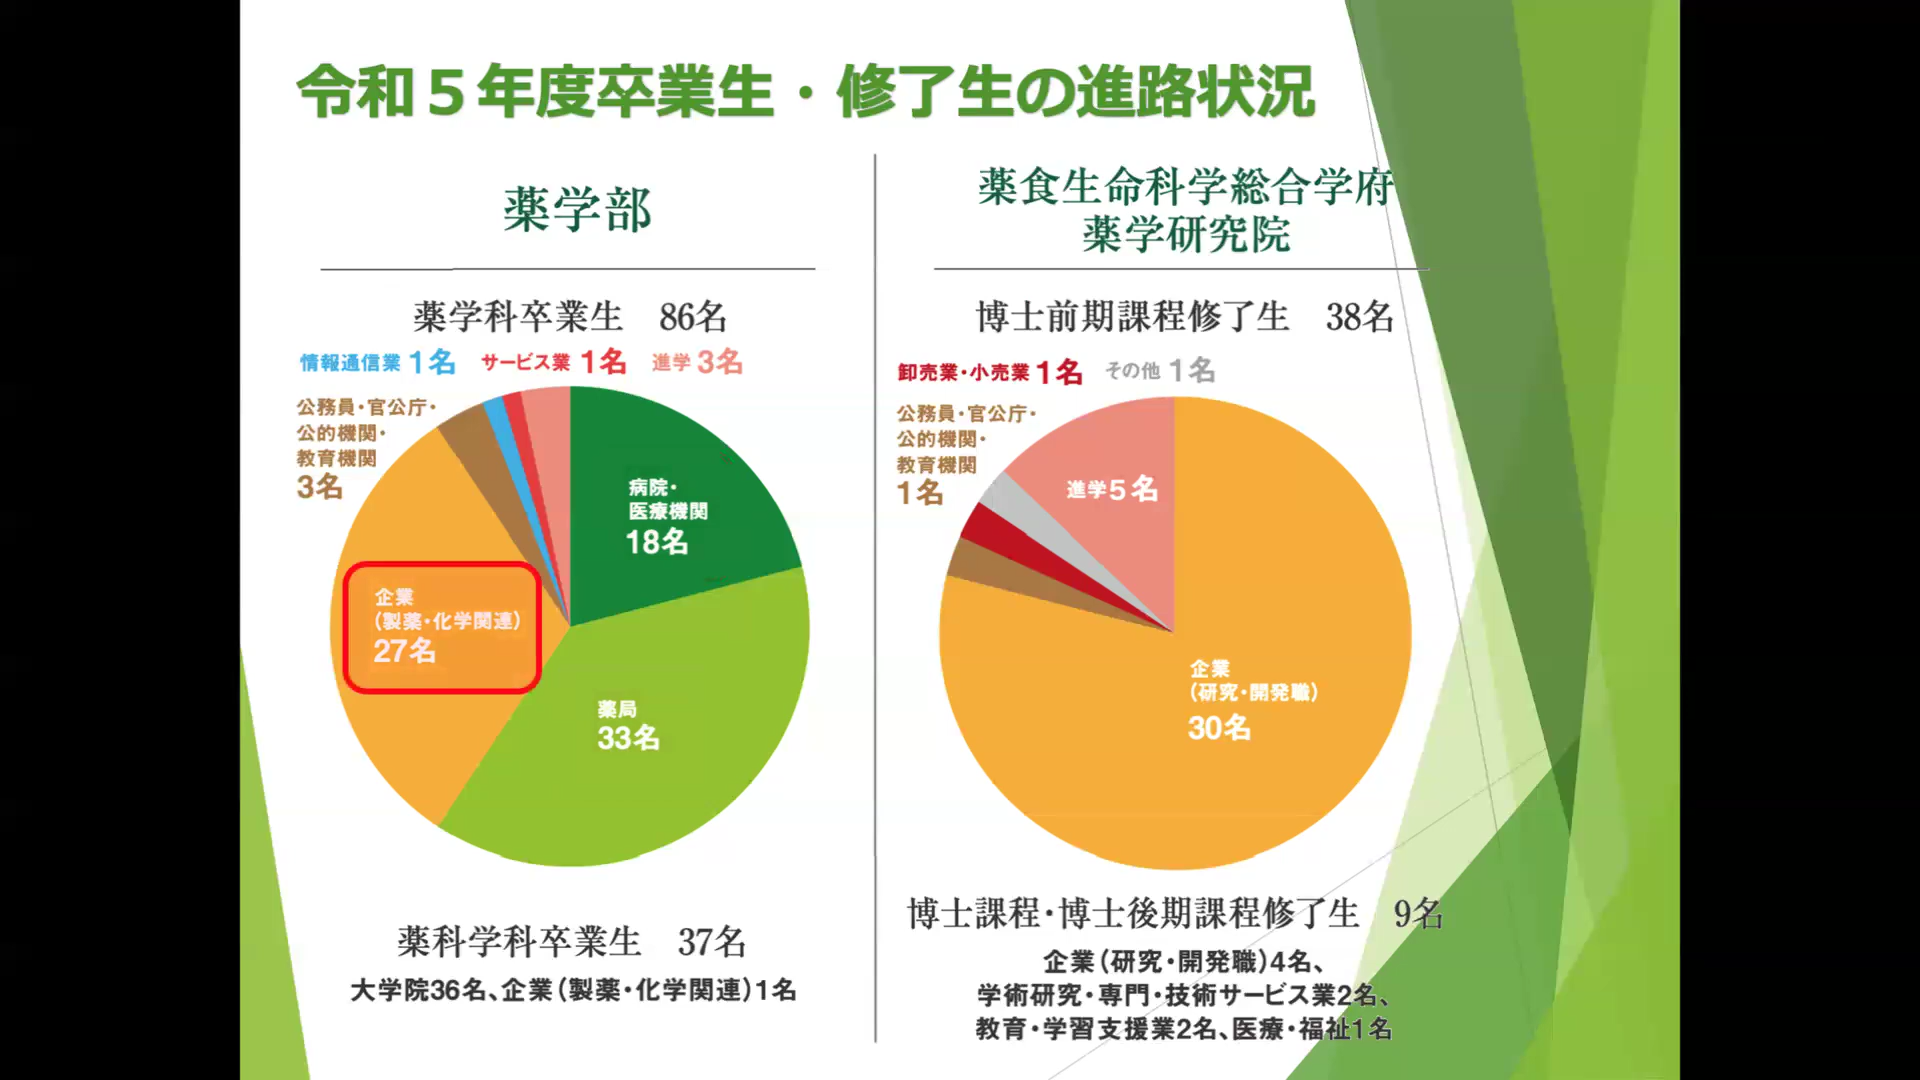 令和5年度卒業生・修了生の進路状況
薬学部
薬学科卒業生 86名
情報通信業 1名 サービス業 1名 進学 3名
公務員・官公庁・
公的機関・
教育機関
3名
病院・
医療機関
18名
企業
(製薬・化学関連)
27名
薬局
33名
薬科学科卒業生 37名
大学院36名、企業(製薬・化学関連)1名
薬食生命科学総合学府
薬学研究院
博士前期課程修了生 38名
卸売業・小売業 1名 その他 1名
公務員・官公庁・
公的機関・
教育機関
1名
進学5名
企業
(研究・開発職)
30名
博士課程・博士後期課程修了生 9名
企業(研究・開発職)4名、
学術研究・専門・技術サービス業2名、
教育・学習支援業2名、医療・福祉1名